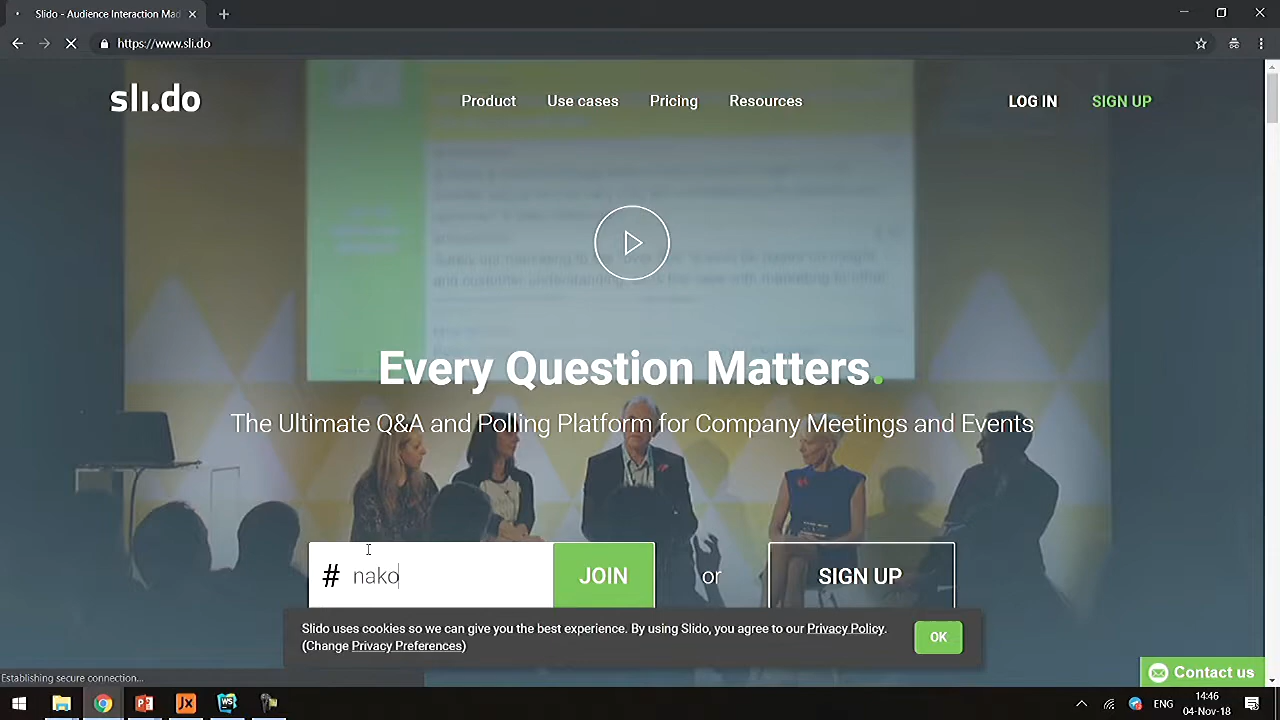 Slido - Audience Interaction Mad
https://www.sli.do
sli.do
Product
Use cases
Pricing
Resources
LOG IN
SIGN UP
Every Question Matters.
The Ultimate Q&A and Polling Platform for Company Meetings and Events
# nako
JOIN
or
SIGN UP
Slido uses cookies so we can give you the best experience. By using Slido, you agree to our Privacy Policy.
(Change Privacy Preferences)
OK
Contact us
Establishing secure connection...
JX
WS
ENG
14:46
04-Nov-18